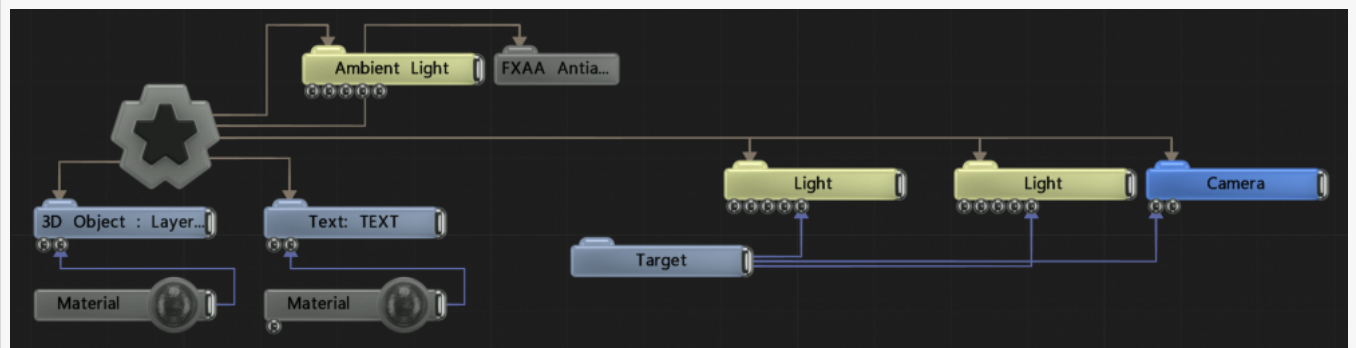 Ambient Light
FXAA Antia...
Light
Light
Camera
3D Object : Layer...
Text: TEXT
Target
Material
Material